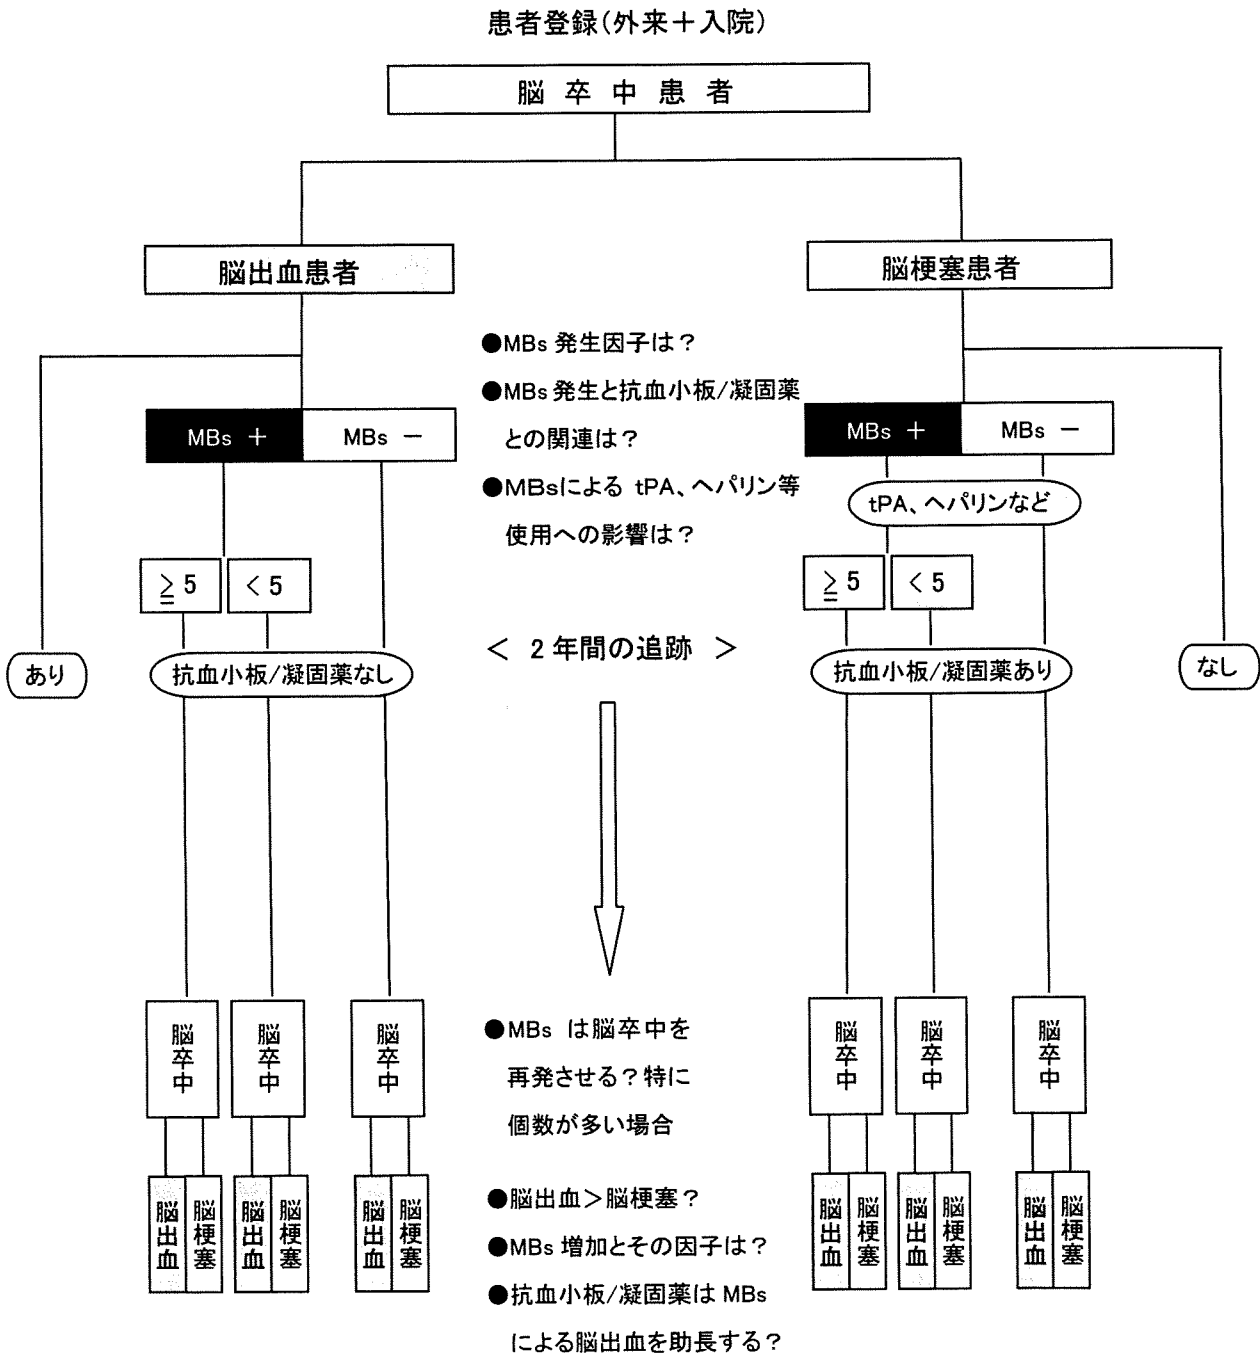 患者登録(外来＋入院)
脳 卒 中 患 者
脳出血患者
脳梗塞患者
●MBs 発生因子は？
●MBs 発生と抗血小板/凝固薬
との関連は？
●MBsによる tPA、ヘパリン等
使用への影響は？
MBs ＋
MBs －
MBs ＋
MBs －
tPA、ヘパリンなど
≧ 5
< 5
≧ 5
< 5
＜ 2 年間の追跡 ＞
あり
抗血小板/凝固薬なし
抗血小板/凝固薬あり
なし
脳卒中
脳卒中
脳卒中
脳卒中
脳卒中
脳卒中
●MBs は脳卒中を
再発させる？特に
個数が多い場合
脳出血
脳梗塞
脳出血
脳梗塞
脳出血
脳梗塞
●脳出血＞脳梗塞？
●MBs 増加とその因子は？
●抗血小板/凝固薬は MBs
による脳出血を助長する？
脳出血
脳梗塞
脳出血
脳梗塞
脳出血
脳梗塞